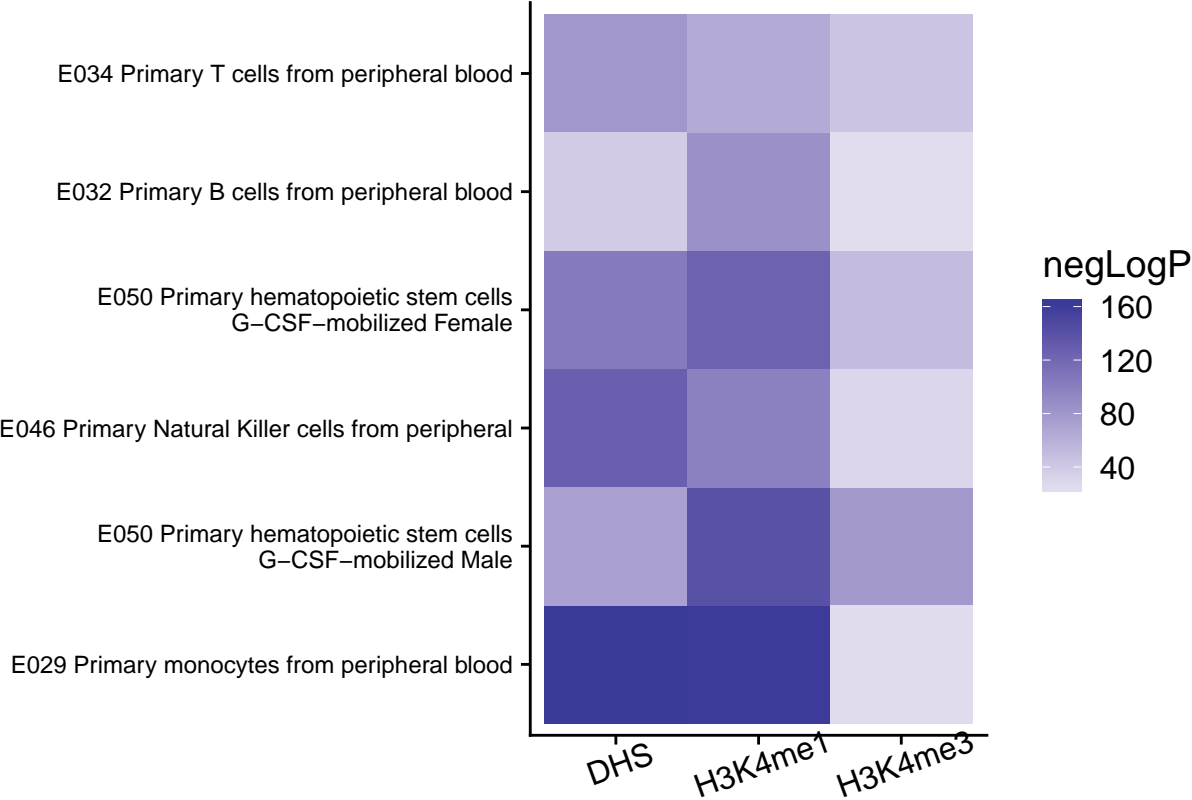 E034 Primary T cells from peripheral blood
E032 Primary B cells from peripheral blood
E050 Primary hematopoietic stem cells
G−CSF−mobilized Female
E046 Primary Natural Killer cells from peripheral
E050 Primary hematopoietic stem cells
G−CSF−mobilized Male
E029 Primary monocytes from peripheral blood
DHS
H3K4me1
H3K4me3
negLogP
160
120
80
40